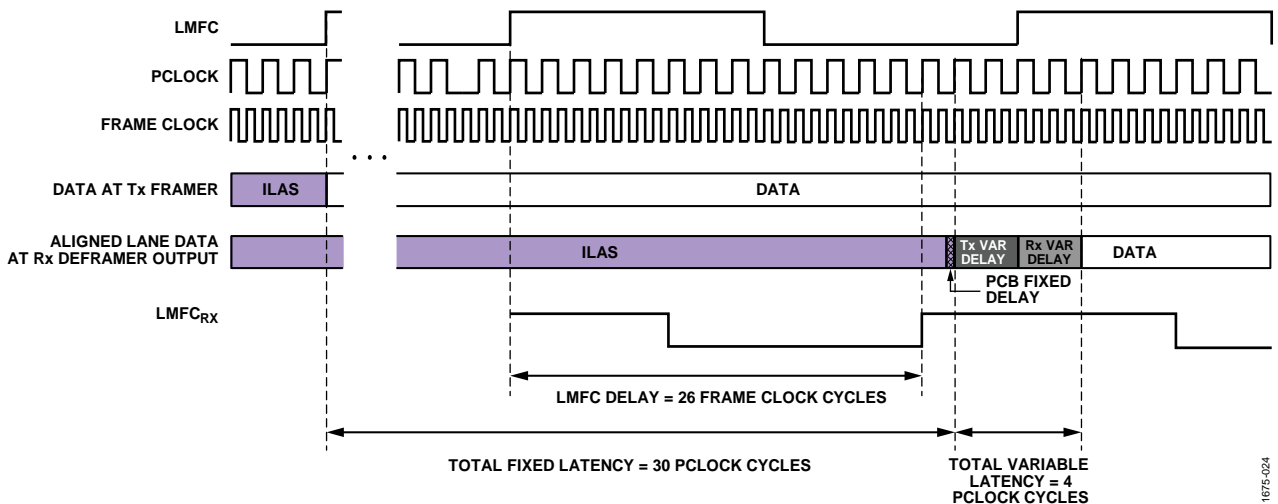 LMFC
PCLOCK
FRAME CLOCK
DATA AT Tx FRAMER
ILAS
DATA
ALIGNED LANE DATA
AT Rx DEFRAMER OUTPUT
ILAS
Tx VAR
DELAY
Rx VAR
DELAY
DATA
PCB FIXED
DELAY
LMFCRX
LMFC DELAY = 26 FRAME CLOCK CYCLES
TOTAL FIXED LATENCY = 30 PCLOCK CYCLES
TOTAL VARIABLE
LATENCY = 4
PCLOCK CYCLES
1675-024